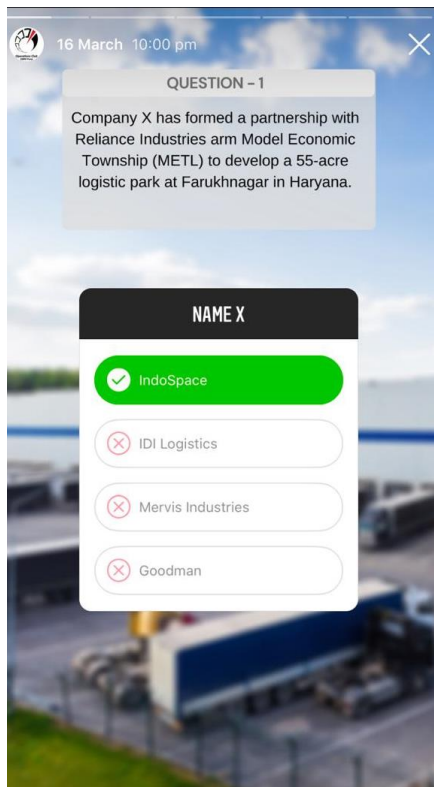 16 March 10:00 pm
QUESTION – 1
Company X has formed a partnership with
Reliance Industries arm Model Economic
Township (METL) to develop a 55-acre
logistic park at Farukhnagar in Haryana.
NAME X
IndoSpace
IDI Logistics
Mervis Industries
Goodman